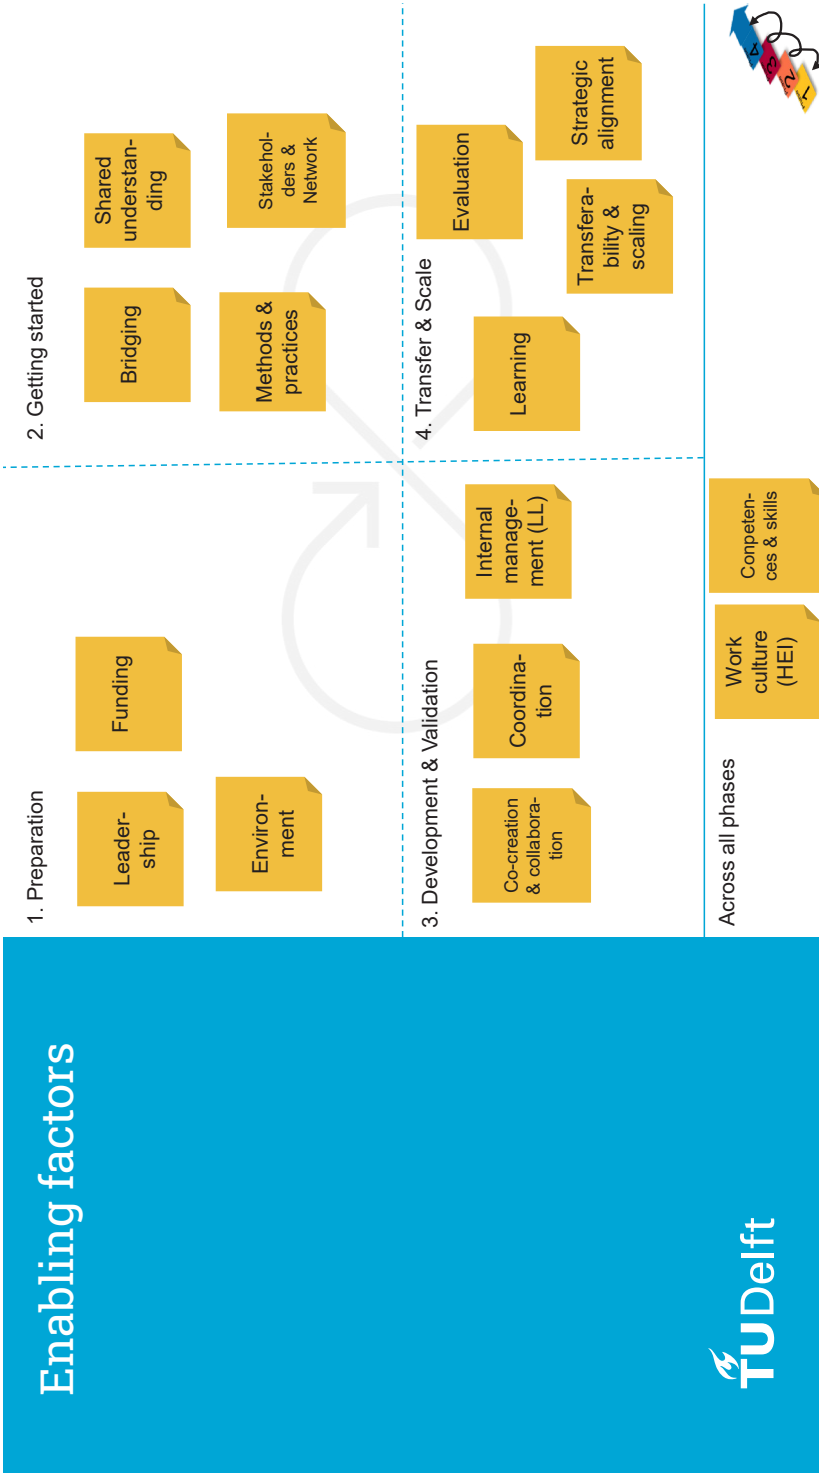 Enabling factors
TUDelft
1. Preparation
Leader-
ship
Funding
Environ-
ment
2. Getting started
Bridging
Shared
understan-
ding
Methods &
practices
Stakehol-
ders &
Network
3. Development & Validation
Co-creation
& collabora-
tion
Coordina-
tion
Internal
manage-
ment (LL)
4. Transfer & Scale
Learning
Evaluation
Transfera-
bility &
scaling
Strategic
alignment
Across all phases
Work
culture
(HEI)
Conpeten-
ces & skills
1
2
3
4